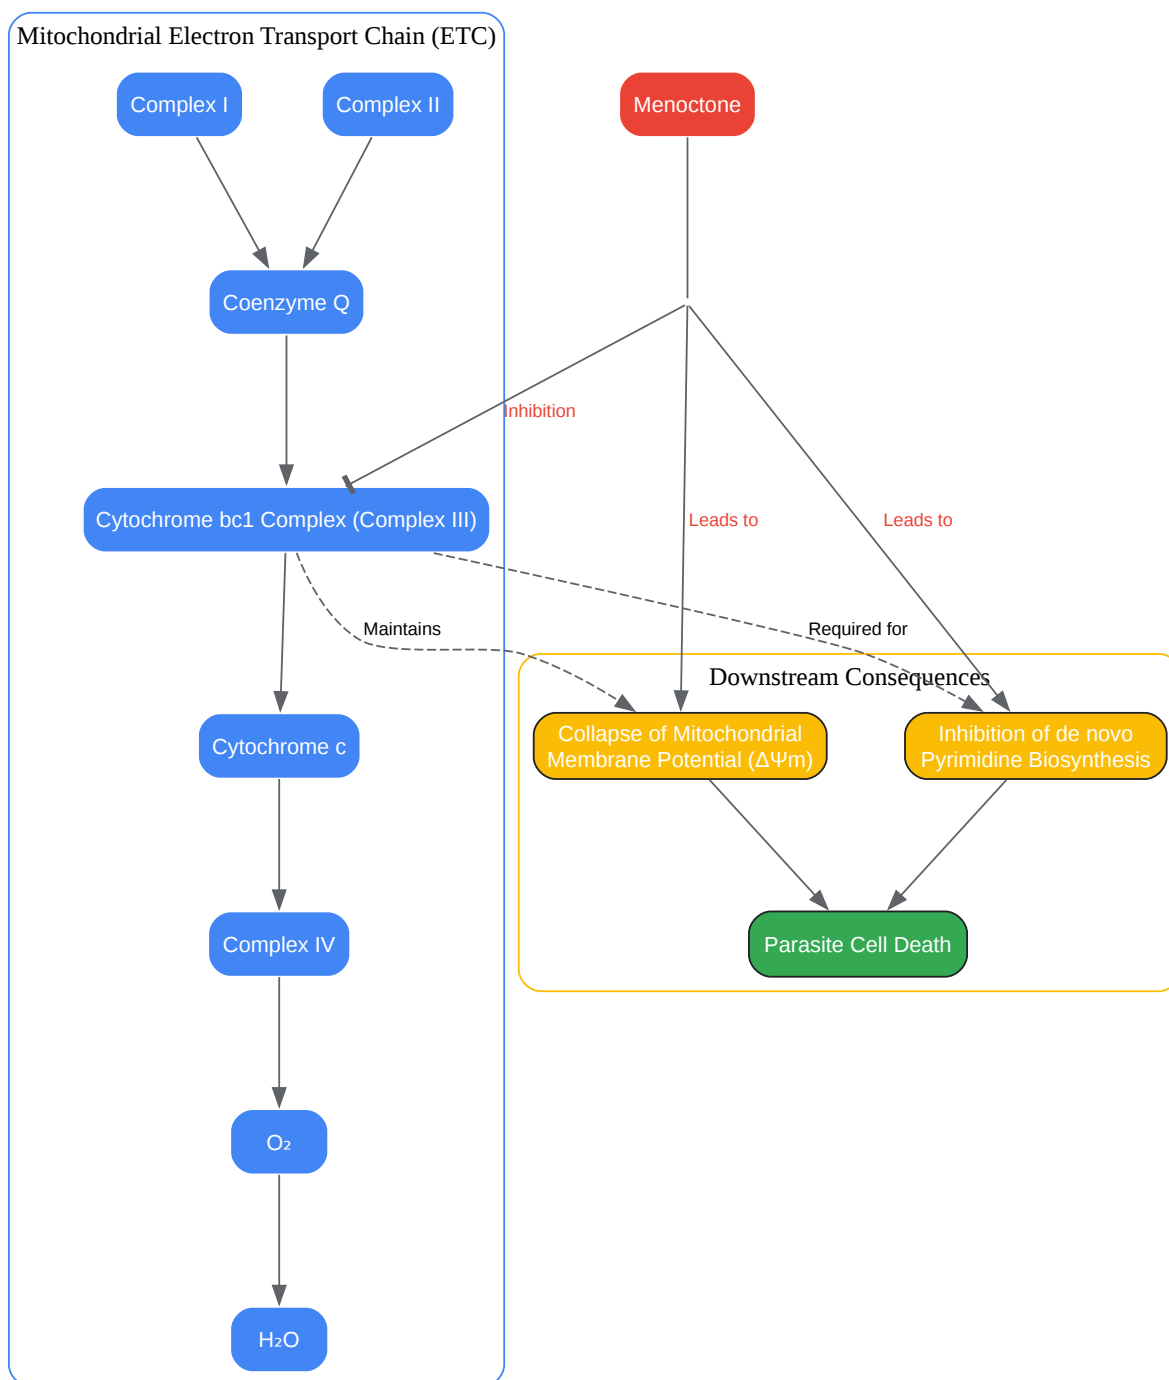 Mitochondrial Electron Transport Chain (ETC)
Complex I
Complex II
Menoctone
Coenzyme Q
Inhibition
Cytochrome bc1 Complex (Complex III)
Leads to
Leads to
Maintains
Required for
Downstream Consequences
Cytochrome c
Collapse of Mitochondrial
Membrane Potential (ΔΨm)
Inhibition of de novo
Pyrimidine Biosynthesis
Complex IV
Parasite Cell Death
O₂
H₂O